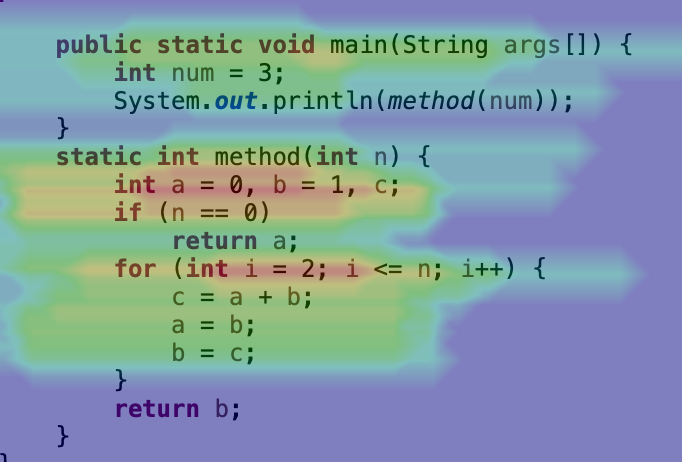 public static void main(String args[]) {
int num = 3;
System.out.println(method(num));
}
static int method(int n) {
int a = 0, b = 1, c;
if (n == 0)
return a;
for (int i = 2; i <= n; i++) {
c = a + b;
a = b;
b = c;
}
return b;
}
}